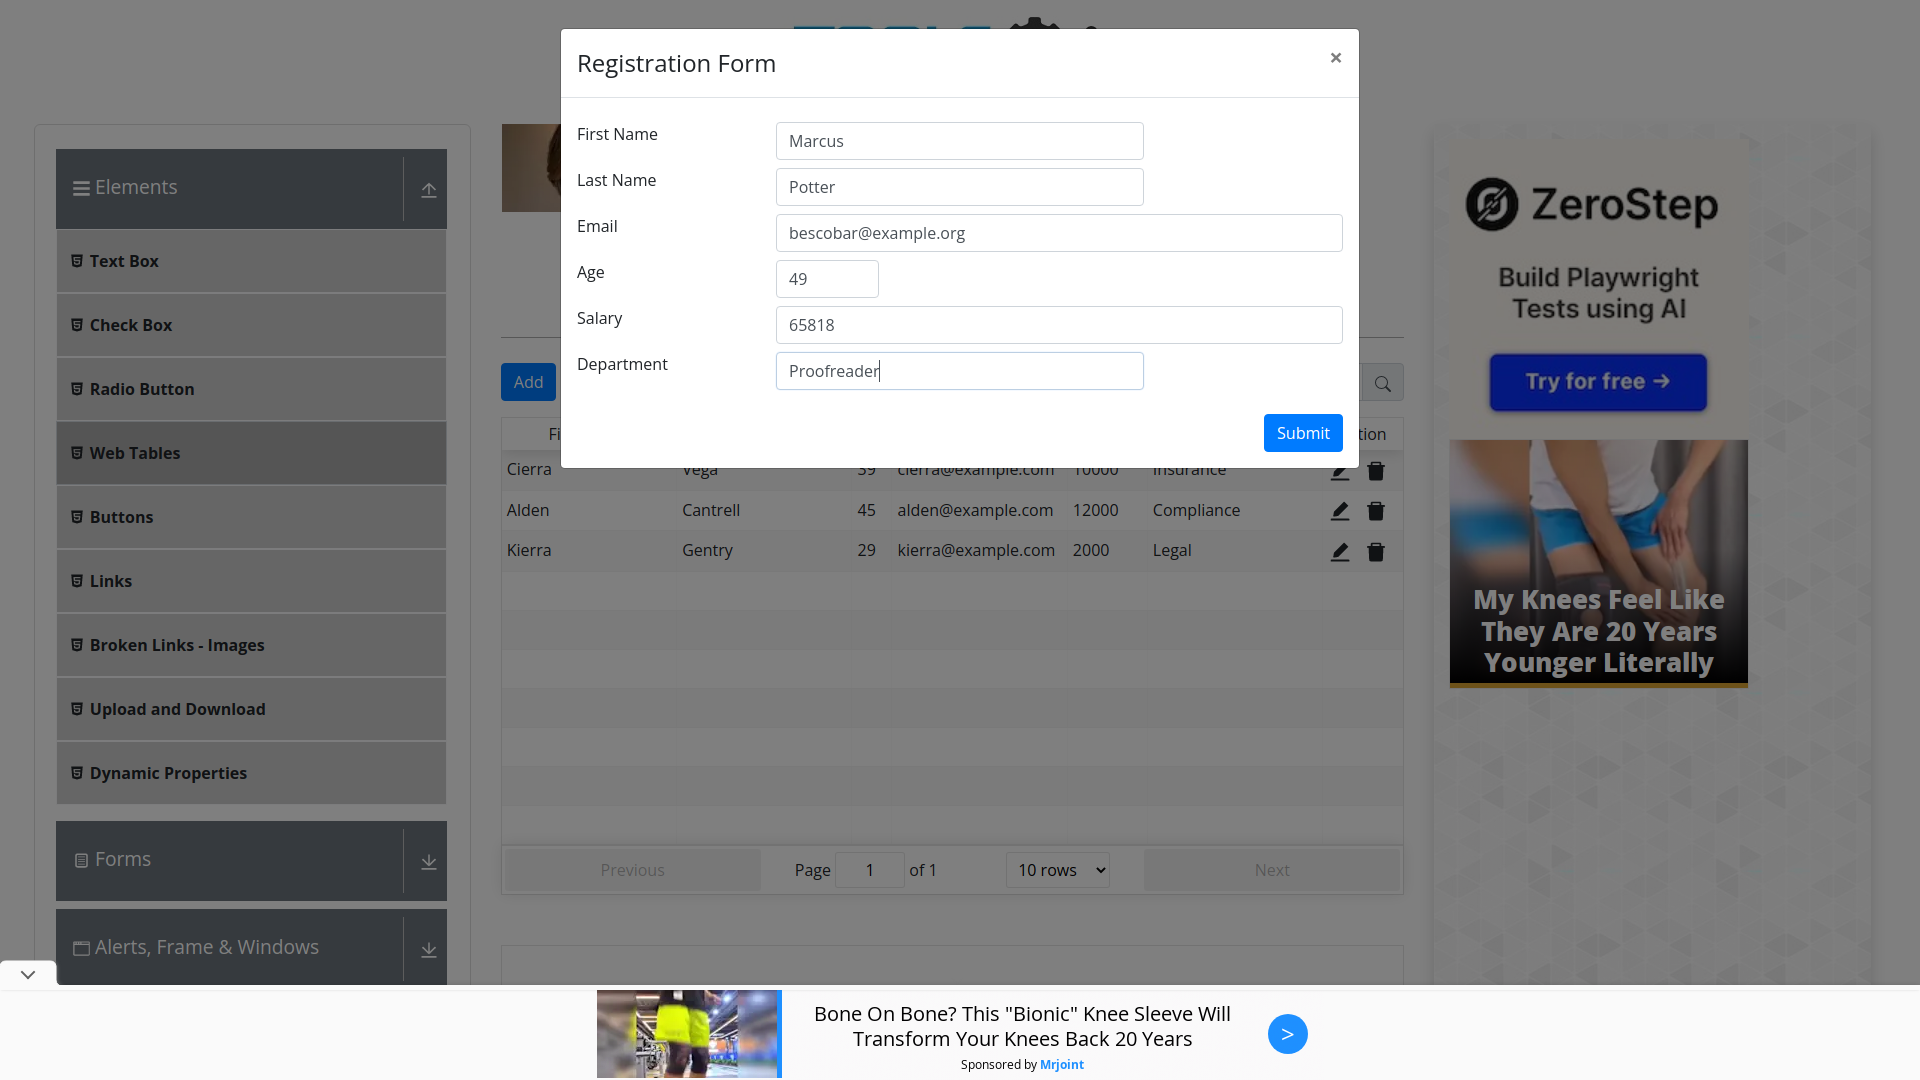 Registration Form
×
First Name
Marcus
Last Name
Potter
Email
bescobar@example.org
Age
49
Salary
65818
Department
Proofreader
Submit
Elements
Text Box
Check Box
Radio Button
Web Tables
Buttons
Links
Broken Links - Images
Upload and Download
Dynamic Properties
Forms
Alerts, Frame & Windows
Add
Cierra Vega 39 cierra@example.com 10000 Insurance
Alden Cantrell 45 alden@example.com 12000 Compliance
Kierra Gentry 29 kierra@example.com 2000 Legal
Previous Page 1 of 1 10 rows Next
ZeroStep
Build Playwright
Tests using AI
Try for free →
My Knees Feel Like
They Are 20 Years
Younger Literally
Bone On Bone? This "Bionic" Knee Sleeve Will
Transform Your Knees Back 20 Years
Sponsored by Mrjoint
>